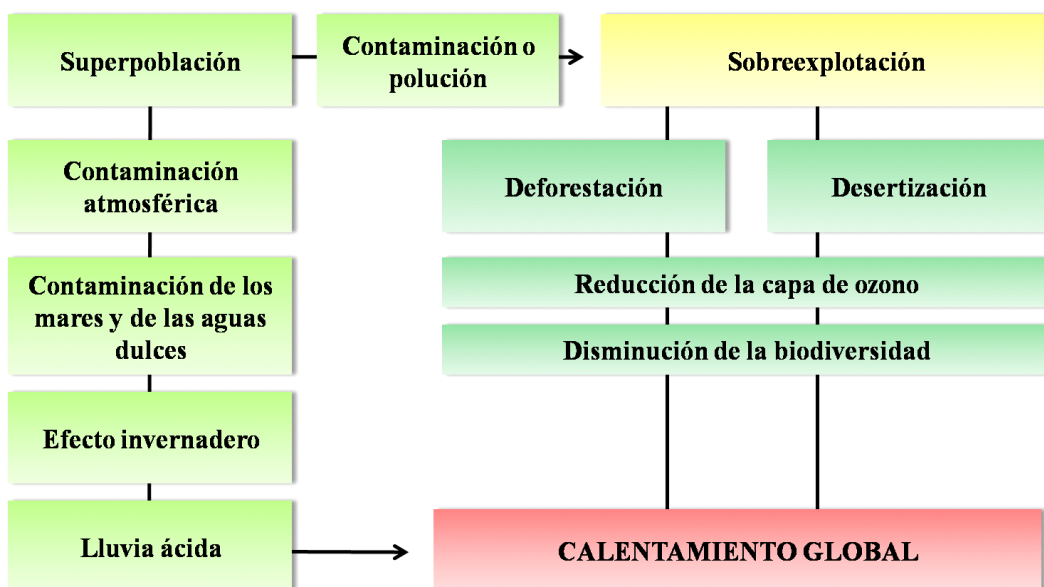 Superpoblación
Contaminación o
polución
Sobreexplotación
Contaminación
atmosférica
Deforestación
Desertización
Contaminación de los
mares y de las aguas
dulces
Reducción de la capa de ozono
Disminución de la biodiversidad
Efecto invernadero
Lluvia ácida
CALENTAMIENTO GLOBAL